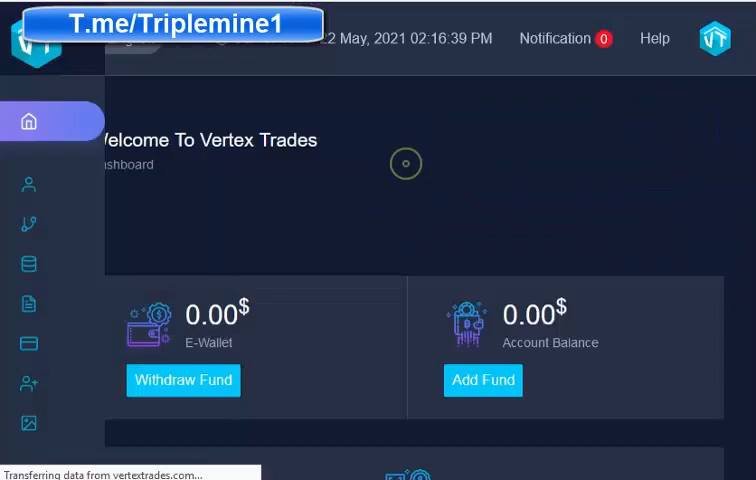 T.me/Triplemine1
22 May, 2021 02:16:39 PM
Notification 0
Help
VT
elcome To Vertex Trades
shboard
0.00$
E-Wallet
Withdraw Fund
0.00$
Account Balance
Add Fund
Transferring data from vertextrades.com...